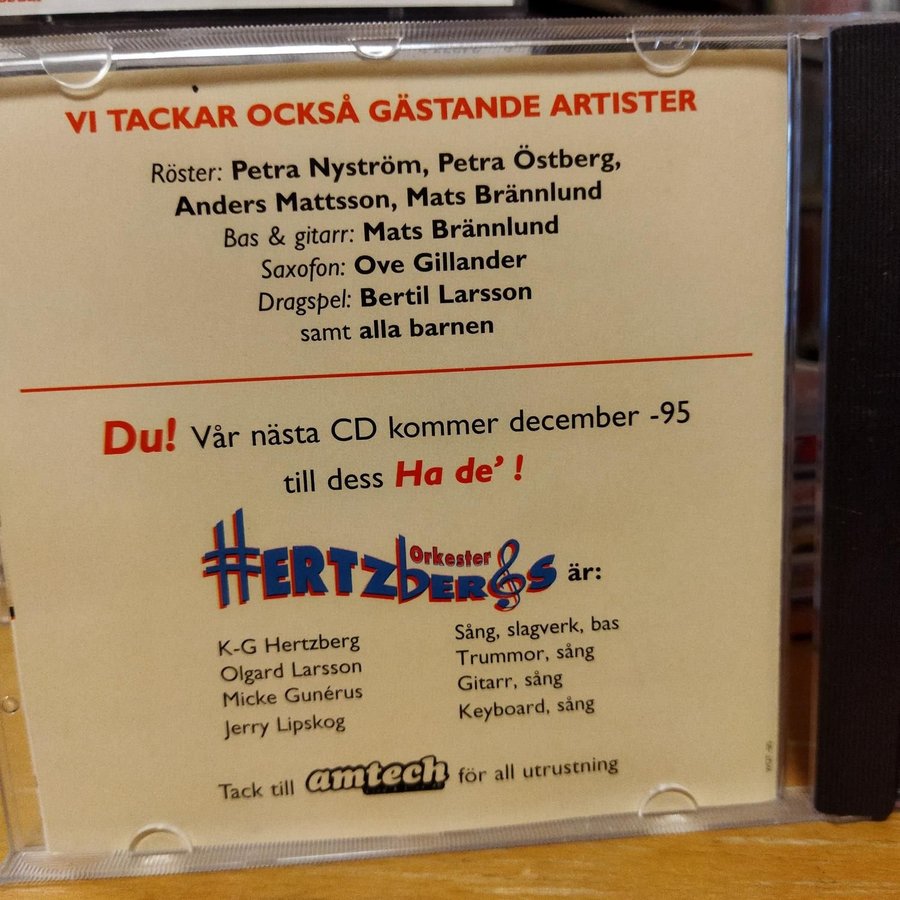 VI TACKAR OCKSÅ GÄSTANDE ARTISTER
Röster: Petra Nyström, Petra Östberg,
Anders Mattsson, Mats Brännlund
Bas & gitarr: Mats Brännlund
Saxofon: Ove Gillander
Dragspel: Bertil Larsson
samt alla barnen
Du! Vår nästa CD kommer december -95
till dess Ha de' !
HERTZbERGS Orkester är:
K-G Hertzberg Sång, slagverk, bas
Olgard Larsson Trummor, sång
Micke Gunérus Gitarr, sång
Jerry Lipskog Keyboard, sång
Tack till amtech för all utrustning